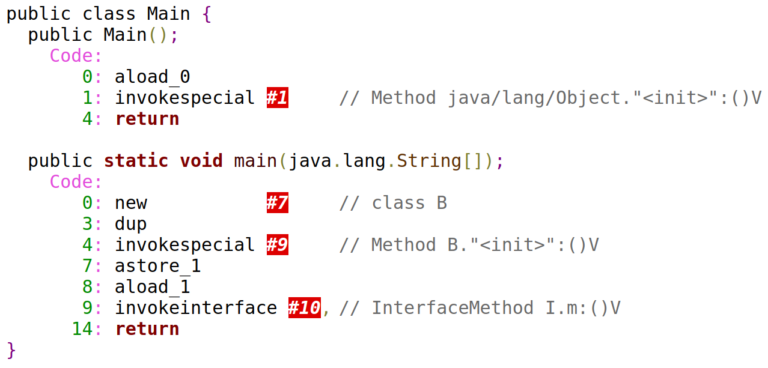 public class Main {
  public Main();
    Code:
       0: aload_0
       1: invokespecial #1     // Method java/lang/Object."<init>":()V
       4: return

  public static void main(java.lang.String[]);
    Code:
       0: new           #7     // class B
       3: dup
       4: invokespecial #9     // Method B."<init>":()V
       7: astore_1
       8: aload_1
       9: invokeinterface #10, // InterfaceMethod I.m:()V
      14: return
}